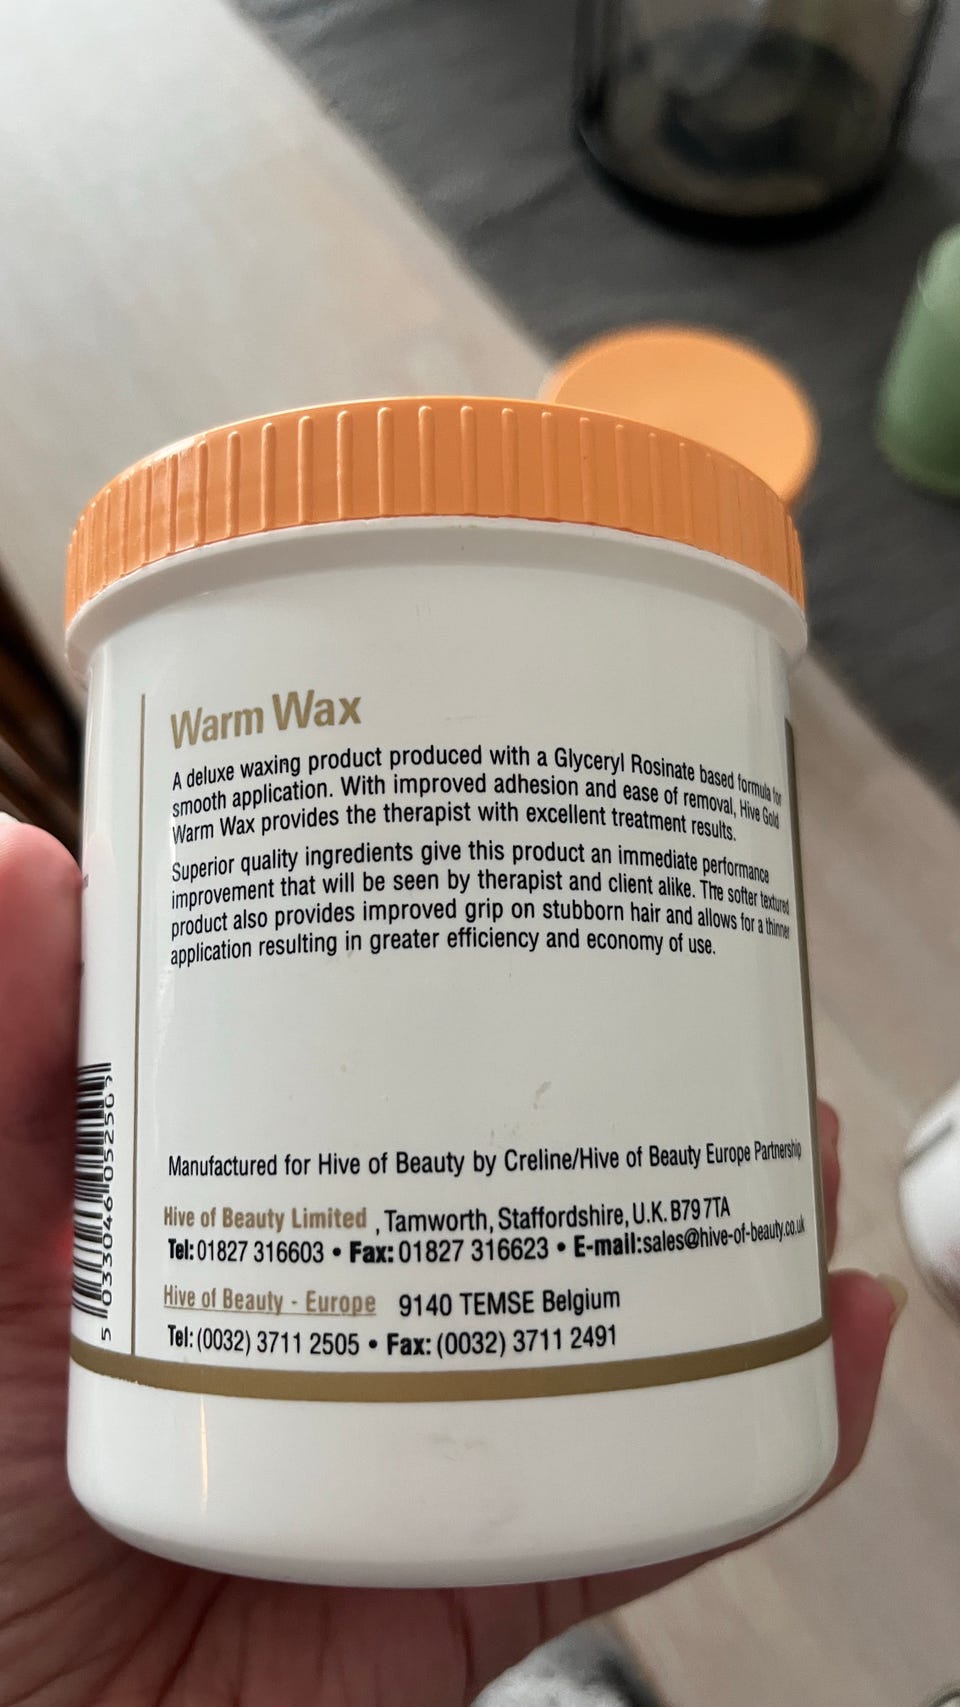 Warm Wax
A deluxe waxing product produced with a Glyceryl Rosinate based formula for
smooth application. With improved adhesion and ease of removal, Hive Gold
Warm Wax provides the therapist with excellent treatment results.
Superior quality ingredients give this product an immediate performance
improvement that will be seen by therapist and client alike. The softer textured
product also provides improved grip on stubborn hair and allows for a thinner
application resulting in greater efficiency and economy of use.
Manufactured for Hive of Beauty by Creline/Hive of Beauty Europe Partnership
Hive of Beauty Limited , Tamworth, Staffordshire, U.K. B79 7TA
Tel: 01827 316603 • Fax: 01827 316623 • E-mail:sales@hive-of-beauty.co.uk
Hive of Beauty - Europe 9140 TEMSE Belgium
Tel: (0032) 3711 2505 • Fax: (0032) 3711 2491